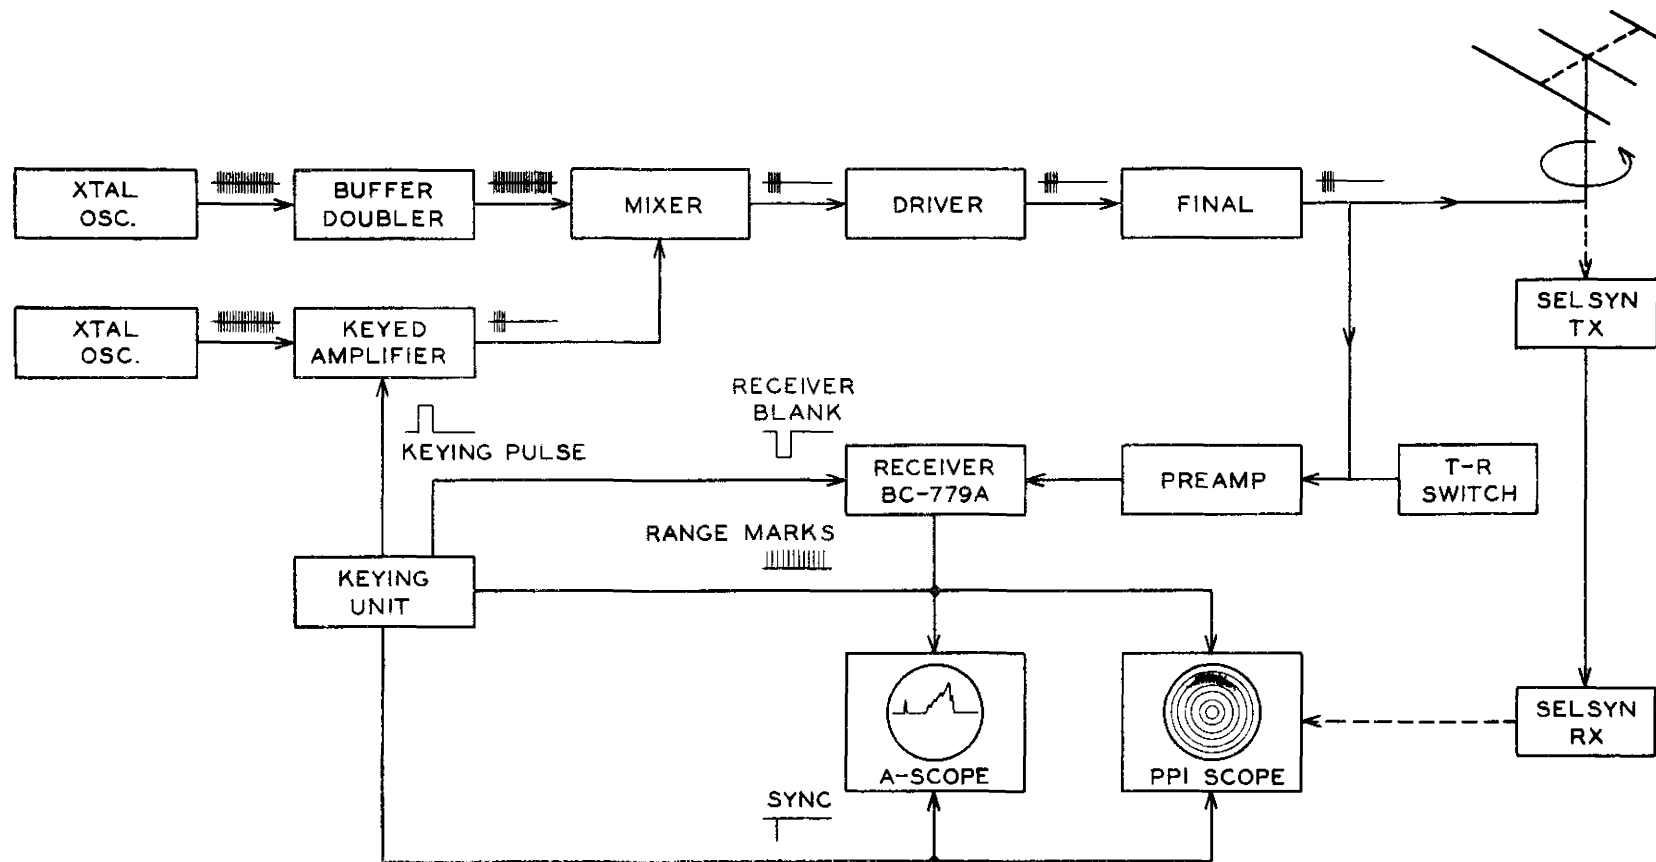 XTAL
OSC.
BUFFER
DOUBLER
MIXER
DRIVER
FINAL
SELSYN
TX
XTAL
OSC.
KEYED
AMPLIFIER
KEYING PULSE
RECEIVER
BLANK
RECEIVER
BC-779A
PREAMP
T-R
SWITCH
RANGE MARKS
KEYING
UNIT
A-SCOPE
PPI SCOPE
SELSYN
RX
SYNC